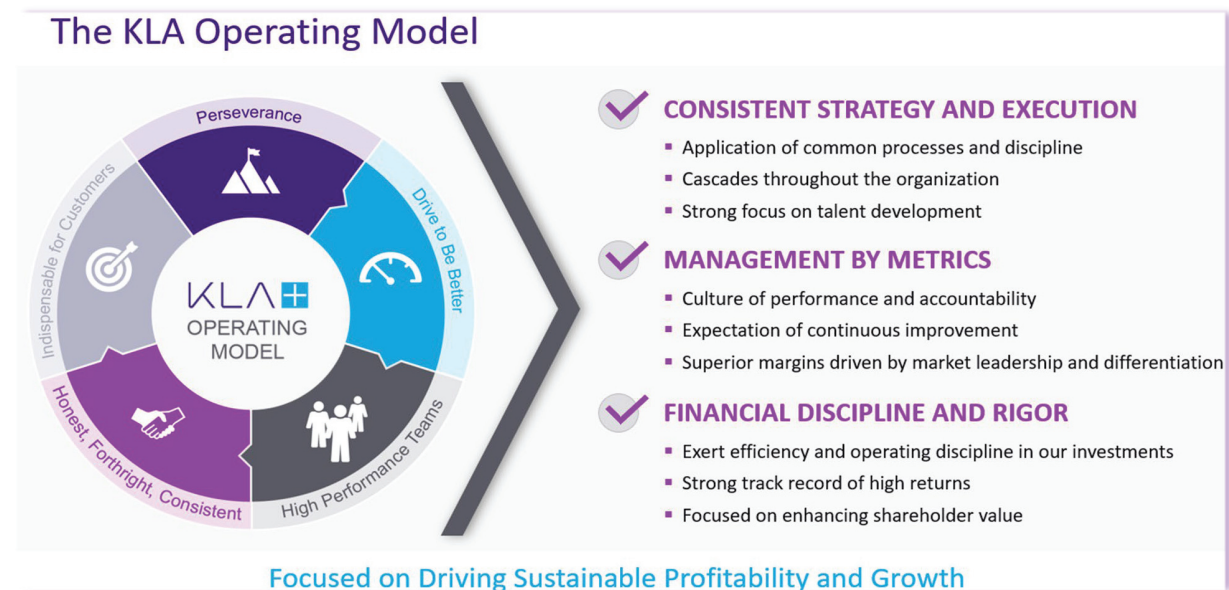 The KLA Operating Model
Perseverance
Drive to Be Better
High Performance Teams
Honest, Forthright, Consistent
Indispensable for Customers
KLA+
OPERATING
MODEL
CONSISTENT STRATEGY AND EXECUTION
▪ Application of common processes and discipline
▪ Cascades throughout the organization
▪ Strong focus on talent development
MANAGEMENT BY METRICS
▪ Culture of performance and accountability
▪ Expectation of continuous improvement
▪ Superior margins driven by market leadership and differentiation
FINANCIAL DISCIPLINE AND RIGOR
▪ Exert efficiency and operating discipline in our investments
▪ Strong track record of high returns
▪ Focused on enhancing shareholder value
Focused on Driving Sustainable Profitability and Growth